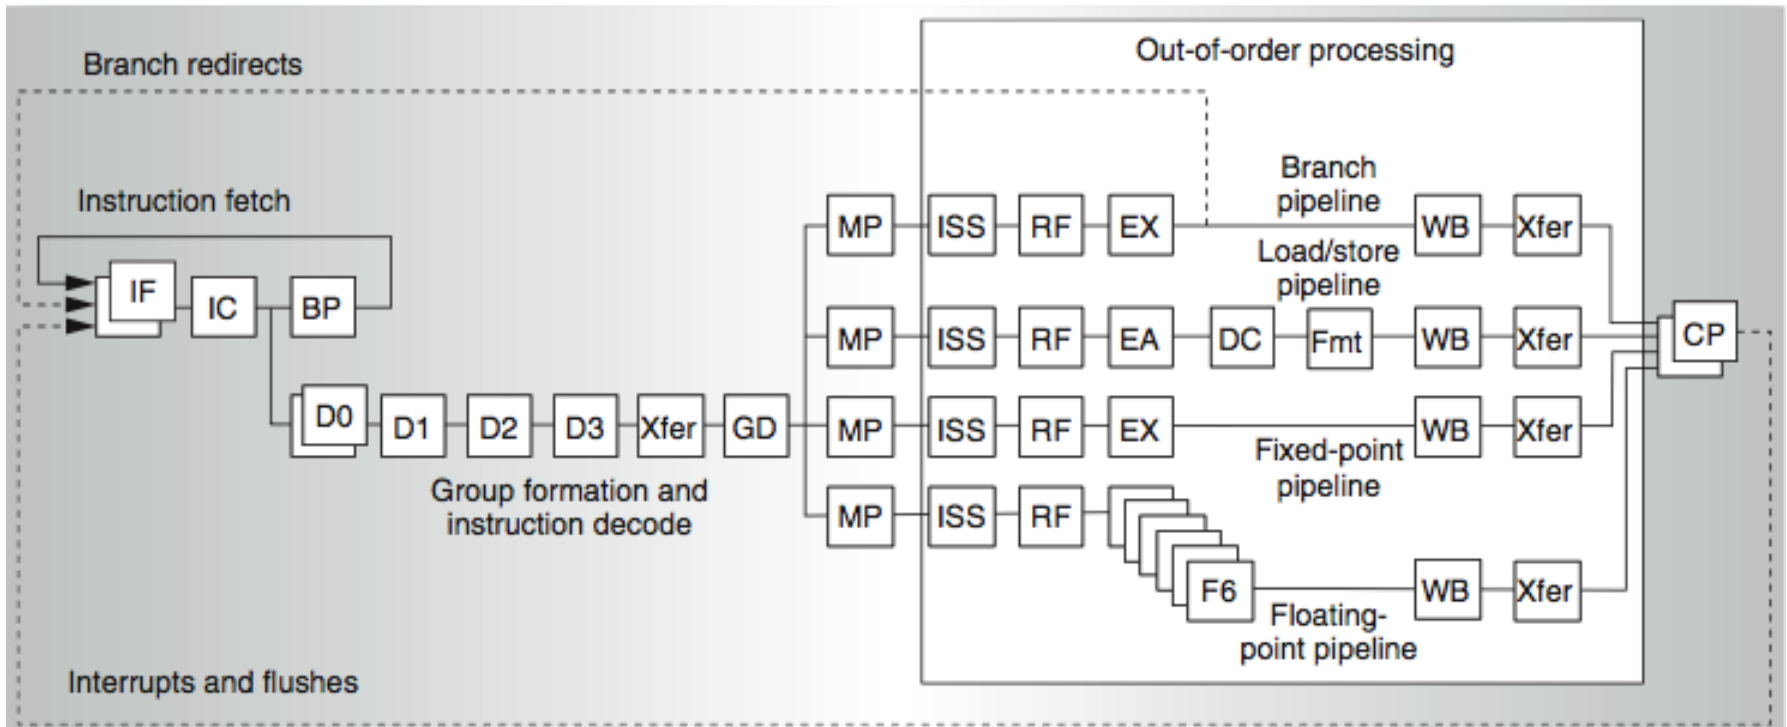 Out-of-order processing
Branch redirects
Branch
pipeline
Instruction fetch
MP ISS RF EX WB Xfer
Load/store
pipeline
IF IC BP
MP ISS RF EA DC Fmt WB Xfer
CP
D0 D1 D2 D3 Xfer GD
MP ISS RF EX WB Xfer
Fixed-point
pipeline
Group formation and
instruction decode
MP ISS RF
F6 WB Xfer
Floating-
point pipeline
Interrupts and flushes